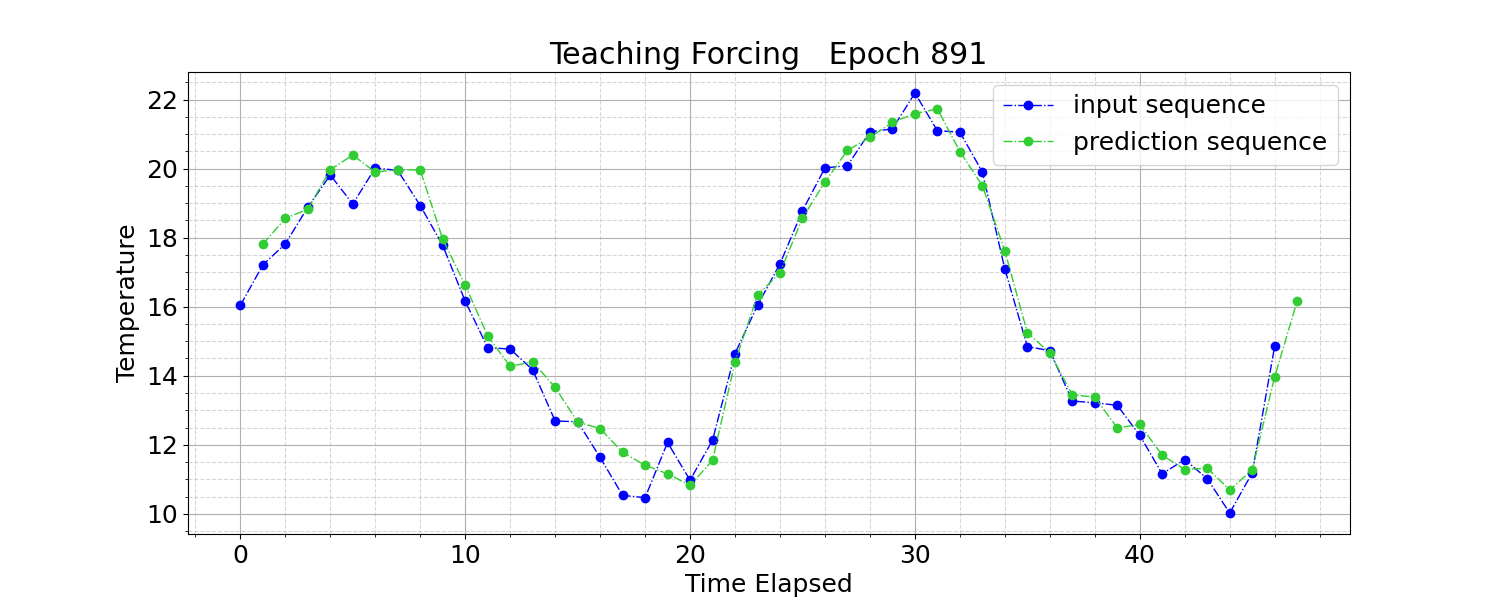 Teaching Forcing   Epoch 891
input sequence
prediction sequence
Temperature
22
20
18
16
14
12
10
0 10 20 30 40
Time Elapsed